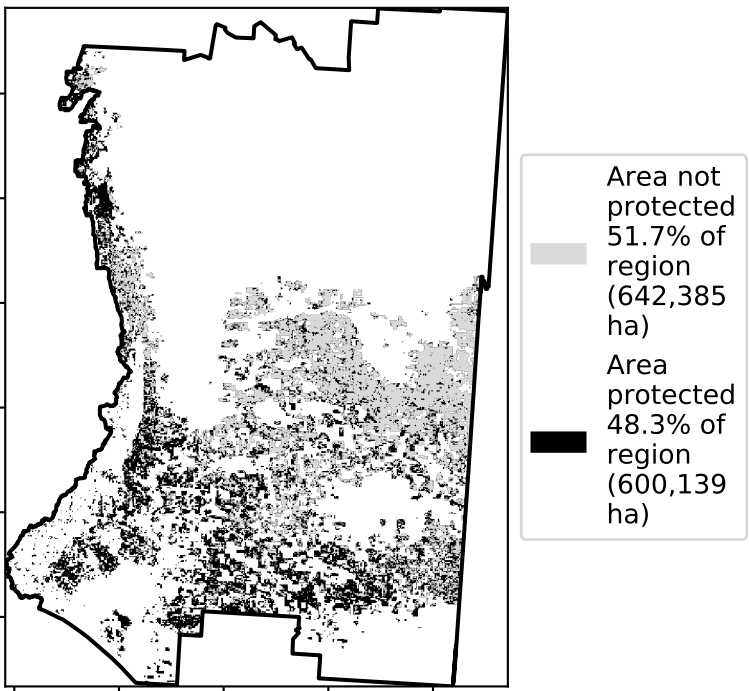 Area not
protected
51.7% of
region
(642,385
ha)
Area
protected
48.3% of
region
(600,139
ha)